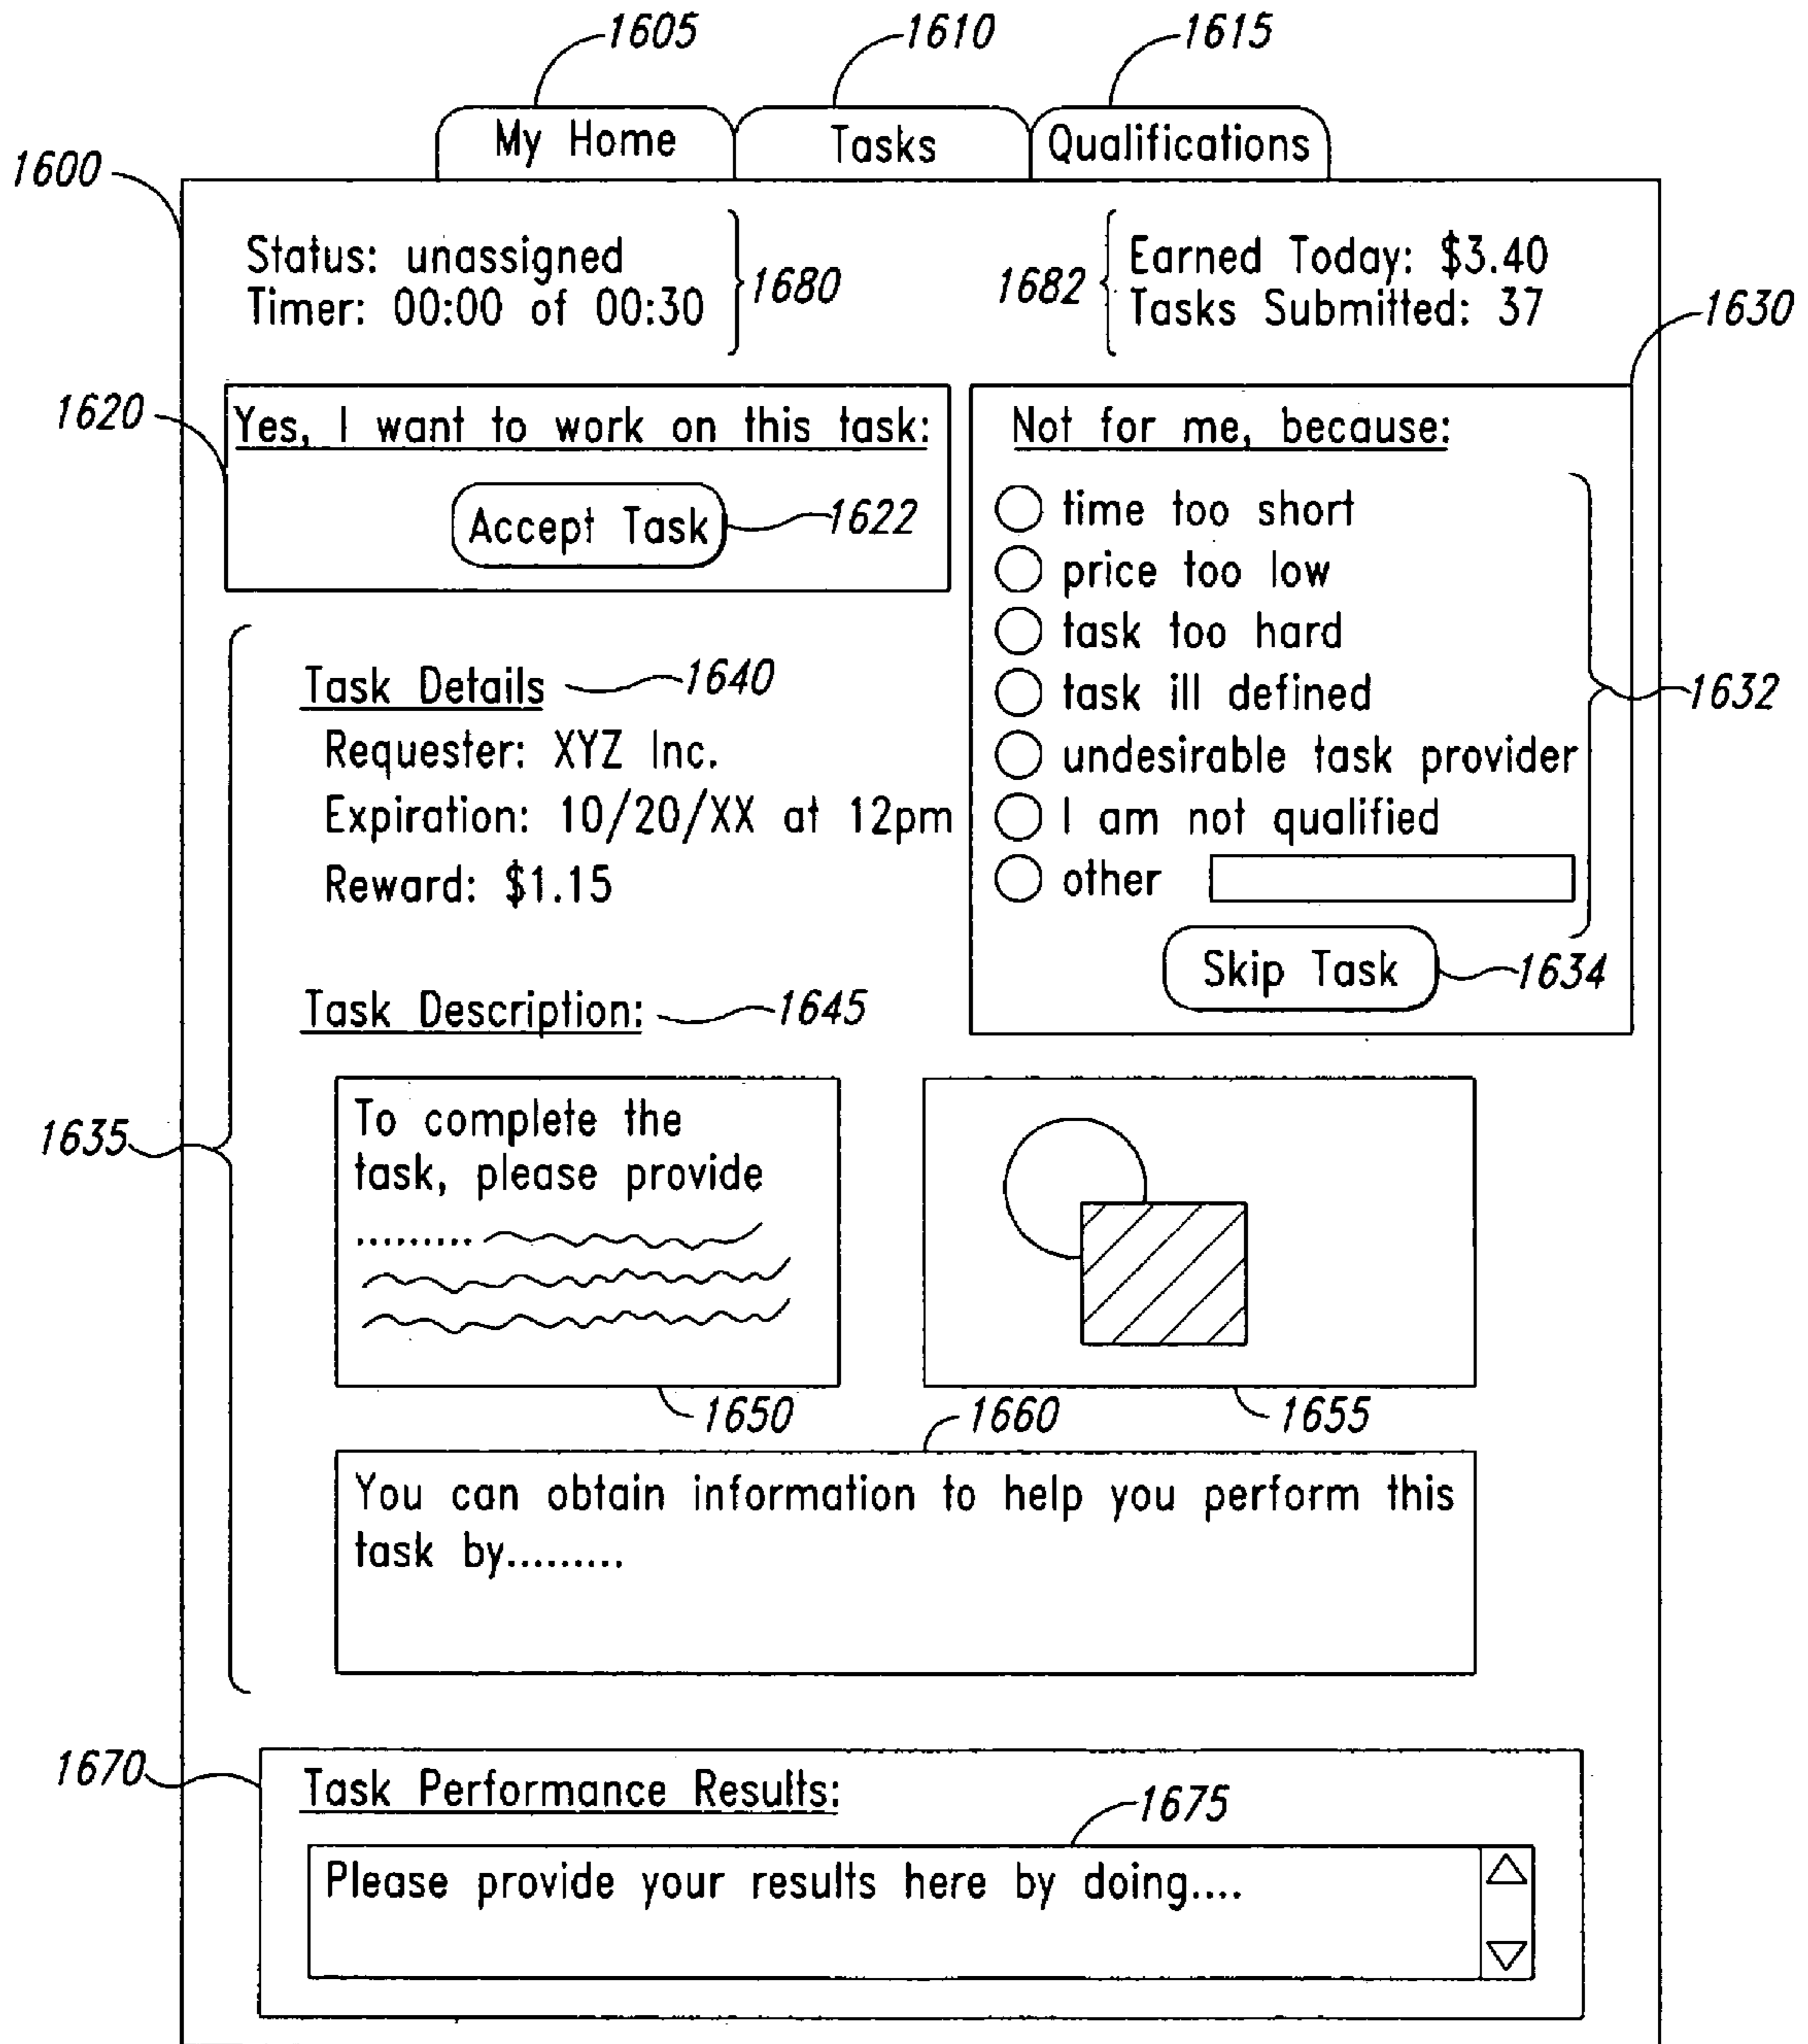 1605
1610
1615
My Home
Tasks
Qualifications
1600
Status: unassigned
Timer: 00:00 of 00:30
1680
1682
Earned Today: $3.40
Tasks Submitted: 37
1630
1620
Yes, I want to work on this task:
Accept Task
1622
Not for me, because:
time too short
price too low
task too hard
task ill defined
undesirable task provider
I am not qualified
other
1632
Skip Task
1634
1635
Task Details
1640
Requester: XYZ Inc.
Expiration: 10/20/XX at 12pm
Reward: $1.15
Task Description:
1645
To complete the
task, please provide
.........
1650
1655
1660
You can obtain information to help you perform this
task by.........
1670
Task Performance Results:
1675
Please provide your results here by doing....